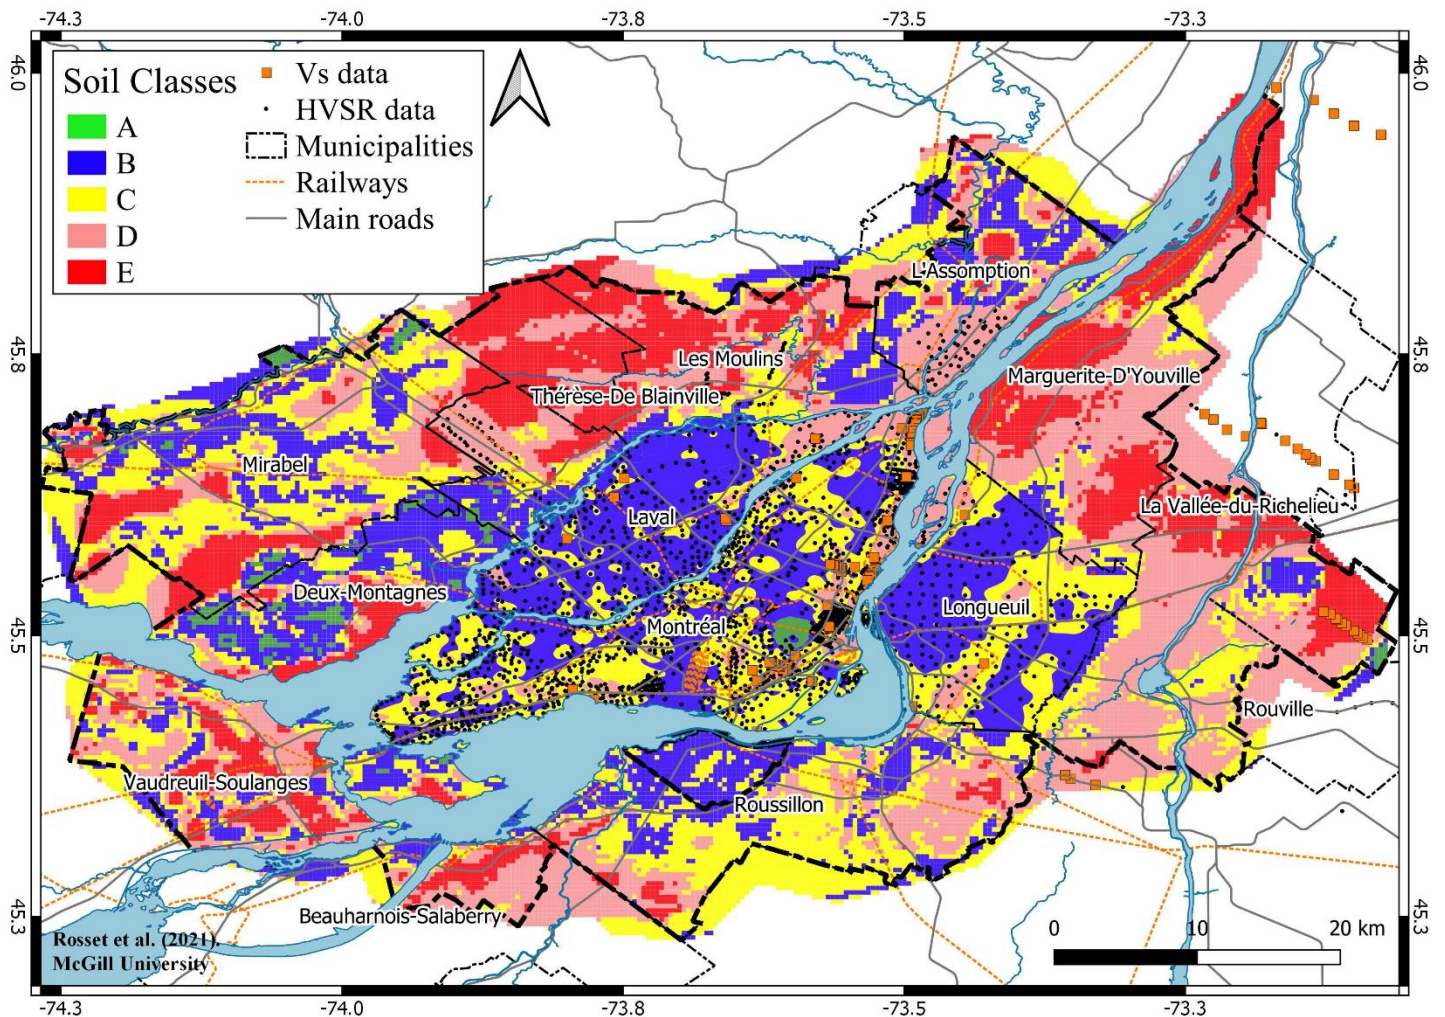 -74.3 -74.0 -73.8 -73.5 -73.3
46.0 46.0
Soil Classes
A
B
C
D
E
Vs data
HVSR data
Municipalities
Railways
Main roads
L'Assomption
45.8 45.8
Les Moulins
Marguerite-D'Youville
Thérèse-De Blainville
Mirabel
La Vallée-du-Richelieu
Laval
Deux-Montagnes
Longueuil
Montréal
45.5 45.5
Rouville
Vaudreuil-Soulanges
Roussillon
Beauharnois-Salaberry
45.3 45.3
Rosset et al. (2021).
McGill University
0 10 20 km
-74.3 -74.0 -73.8 -73.5 -73.3